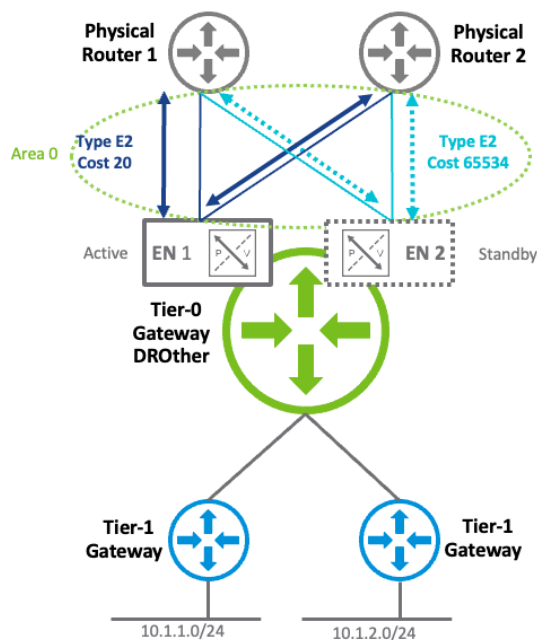 Physical
Router 1
Physical
Router 2
Area 0
Type E2
Cost 20
Type E2
Cost 65534
Active
EN 1
P
V
P
V
EN 2
Standby
Tier-0
Gateway
DROther
Tier-1
Gateway
Tier-1
Gateway
10.1.1.0/24
10.1.2.0/24